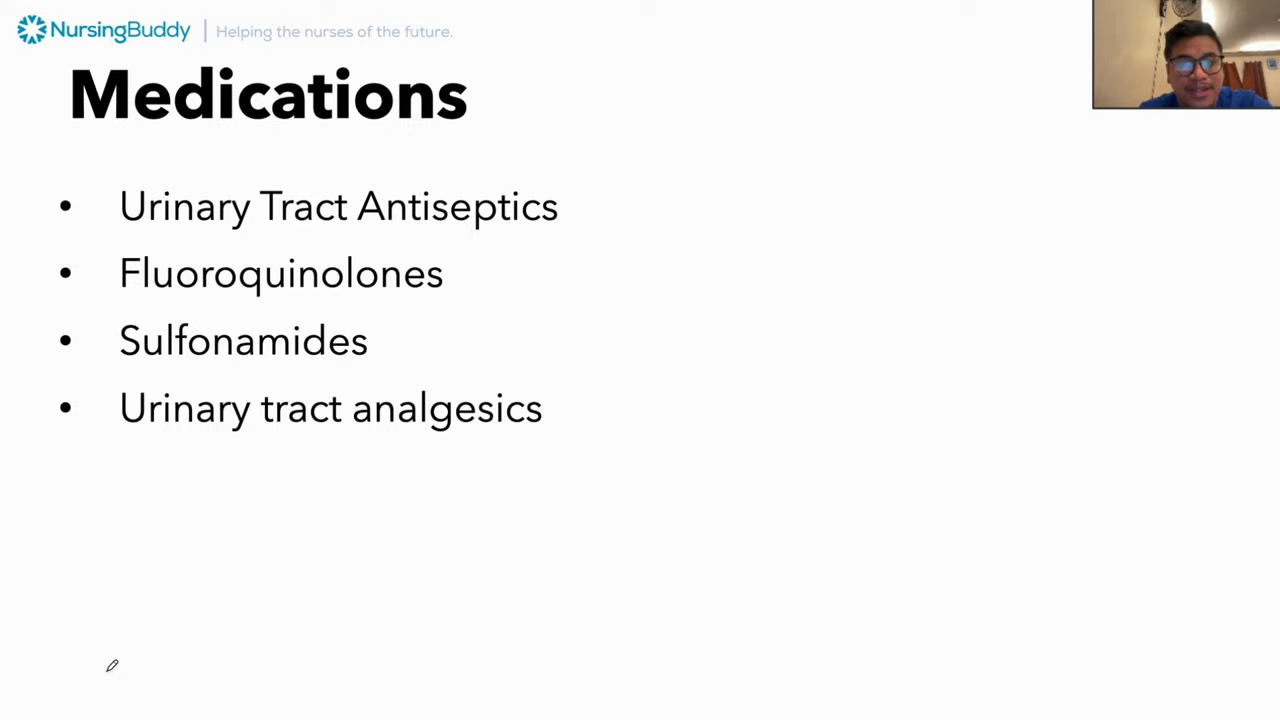 NursingBuddy | Helping the nurses of the future.
Medications
• Urinary Tract Antiseptics
• Fluoroquinolones
• Sulfonamides
• Urinary tract analgesics